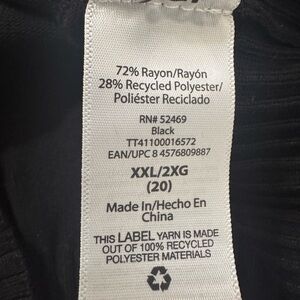 72% Rayon/Rayón
28% Recycled Polyester/
Poliéster Reciclado
RN# 52469
Black
TT41100016572
EAN/UPC 8 4576809887
XXL/2XG
(20)
Made In/Hecho En
China
THIS LABEL YARN IS MADE
OUT OF 100% RECYCLED
POLYESTER MATERIALS